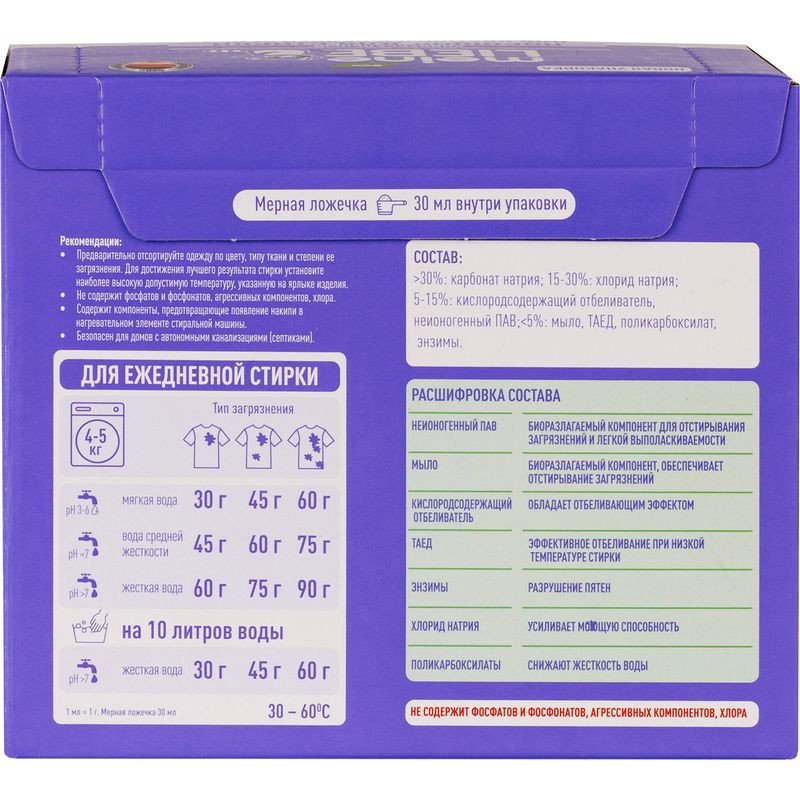 meine
LIEBE
НОВАЯ УПАКОВКА
Мерная ложечка 30 мл внутри упаковки
Рекомендации:
• Предварительно отсортируйте одежду по цвету, типу ткани и степени ее
загрязнения. Для достижения лучшего результата стирки установите
наиболее высокую допустимую температуру, указанную на ярлыке изделия.
• Не содержит фосфатов и фосфонатов, агрессивных компонентов, хлора.
• Содержит компоненты, предотвращающие появление накипи в
нагревательном элементе стиральной машины.
• Безопасен для домов с автономными канализациями (септиками).
ДЛЯ ЕЖЕДНЕВНОЙ СТИРКИ
4-5
КГ
Тип загрязнения
pH 3-6 мягкая вода 30 г 45 г 60 г
pH =7 вода средней жесткости 45 г 60 г 75 г
pH >7 жесткая вода 60 г 75 г 90 г
на 10 литров воды
pH >7 жесткая вода 30 г 45 г 60 г
1 мл = 1 г. Мерная ложечка 30 мл 30 – 60⁰C
СОСТАВ:
>30%: карбонат натрия; 15-30%: хлорид натрия;
5-15%: кислородсодержащий отбеливатель,
неионогенный ПАВ;<5%: мыло, ТАЕД, поликарбоксилат,
энзимы.
РАСШИФРОВКА СОСТАВА
НЕИОНОГЕННЫЙ ПАВ БИОРАЗЛАГАЕМЫЙ КОМПОНЕНТ ДЛЯ ОТСТИРЫВАНИЯ
ЗАГРЯЗНЕНИЙ И ЛЕГКОЙ ВЫПОЛАСКИВАЕМОСТИ
МЫЛО БИОРАЗЛАГАЕМЫЙ КОМПОНЕНТ, ОБЕСПЕЧИВАЕТ
ОТСТИРЫВАНИЕ ЗАГРЯЗНЕНИЙ
КИСЛОРОДСОДЕРЖАЩИЙ
ОТБЕЛИВАТЕЛЬ ОБЛАДАЕТ ОТБЕЛИВАЮЩИМ ЭФФЕКТОМ
ТАЕД ЭФФЕКТИВНОЕ ОТБЕЛИВАНИЕ ПРИ НИЗКОЙ
ТЕМПЕРАТУРЕ СТИРКИ
ЭНЗИМЫ РАЗРУШЕНИЕ ПЯТЕН
ХЛОРИД НАТРИЯ УСИЛИВАЕТ МОЮЩУЮ СПОСОБНОСТЬ
ПОЛИКАРБОКСИЛАТЫ СНИЖАЮТ ЖЕСТКОСТЬ ВОДЫ
НЕ СОДЕРЖИТ ФОСФАТОВ И ФОСФОНАТОВ, АГРЕССИВНЫХ КОМПОНЕНТОВ, ХЛОРА